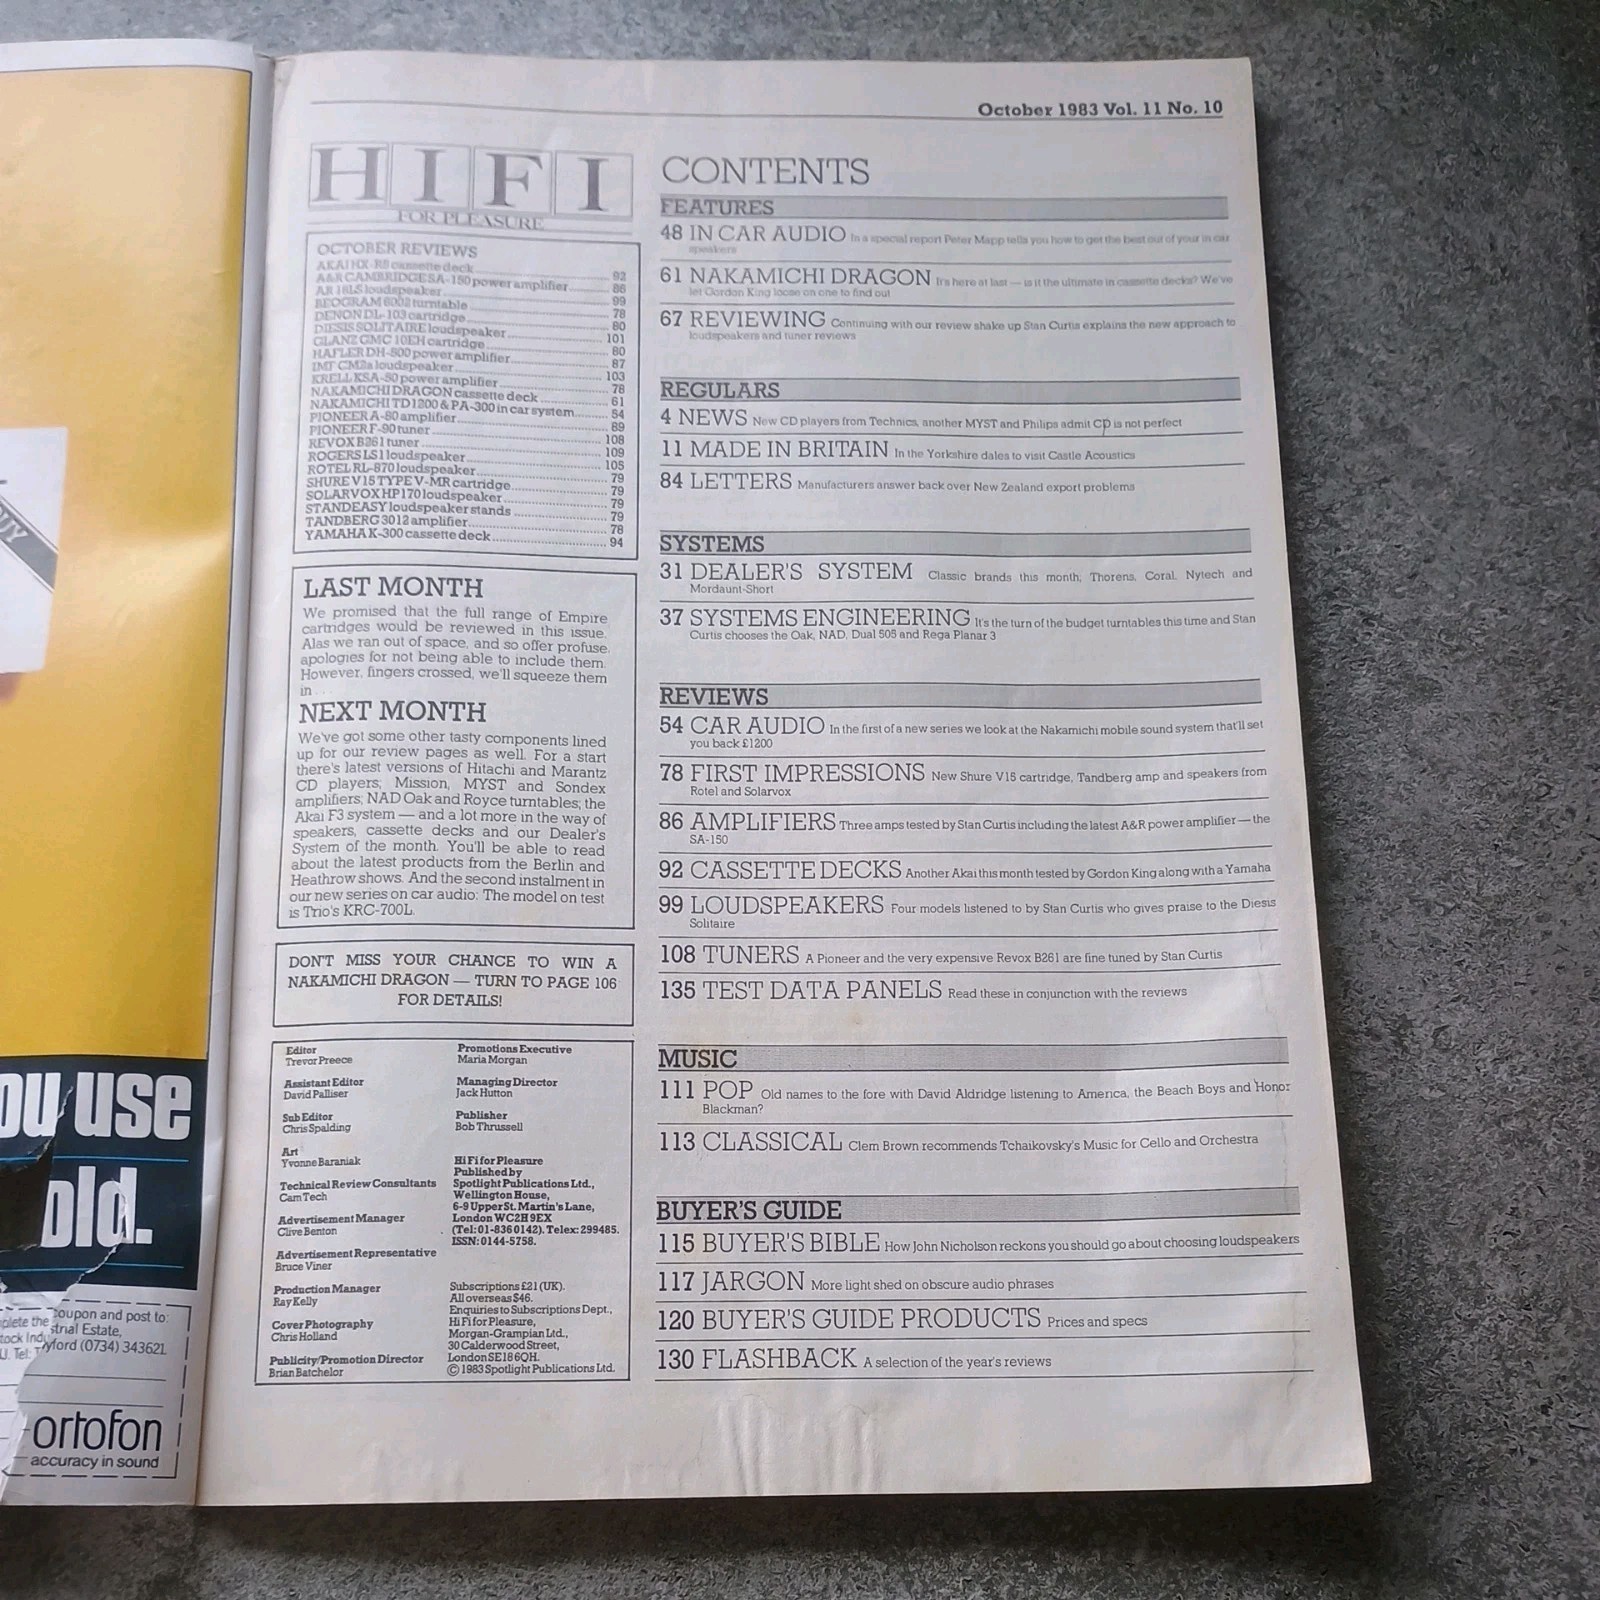 BUY
ou use
old.
plete the coupon and post to:
tock Indu strial Estate,
U. Tel: T wyford (0734) 343621.
ortofon
accuracy in sound
October 1983 Vol. 11 No. 10
HIFI
FOR PLEASURE
OCTOBER REVIEWS
AKAI HX-R5 cassette deck 92
A&R CAMBRIDGE SA-150 power amplifier 86
AR 18LS loudspeaker 99
BEOGRAM 6002 turntable 78
DENON DL-103 cartridge 80
DIESIS SOLITAIRE loudspeaker 101
GLANZ GMC 10EH cartridge 80
HAFLER DH-500 power amplifier 87
IMF CM2a loudspeaker 103
KRELL KSA-50 power amplifier 78
NAKAMICHI DRAGON cassette deck 61
NAKAMICHI TD1200 & PA-300 in car system 54
PIONEER A-80 amplifier 89
PIONEER F-90 tuner 108
REVOX B261 tuner 109
ROGERS LS1 loudspeaker 105
ROTEL RL-870 loudspeaker 79
SHURE V15 TYPE V-MR cartridge 79
SOLARVOX HP170 loudspeaker 79
STANDEASY loudspeaker stands 79
TANDBERG 3012 amplifier 78
YAMAHA K-300 cassette deck 94
LAST MONTH
We promised that the full range of Empire
cartridges would be reviewed in this issue.
Alas we ran out of space, and so offer profuse
apologies for not being able to include them.
However, fingers crossed, we'll squeeze them
in . . .
NEXT MONTH
We've got some other tasty components lined
up for our review pages as well. For a start
there's latest versions of Hitachi and Marantz
CD players; Mission, MYST and Sondex
amplifiers; NAD Oak and Royce turntables; the
Akai F3 system — and a lot more in the way of
speakers, cassette decks and our Dealer's
System of the month. You'll be able to read
about the latest products from the Berlin and
Heathrow shows. And the second instalment in
our new series on car audio: The model on test
is Trio's KRC-700L.
DON'T MISS YOUR CHANCE TO WIN A
NAKAMICHI DRAGON — TURN TO PAGE 106
FOR DETAILS!
Editor
Trevor Preece
Assistant Editor
David Palliser
Sub Editor
Chris Spalding
Art
Yvonne Baraniak
Technical Review Consultants
Cam Tech
Advertisement Manager
Clive Benton
Advertisement Representative
Bruce Viner
Production Manager
Ray Kelly
Cover Photography
Chris Holland
Publicity/Promotion Director
Brian Batchelor
Promotions Executive
Maria Morgan
Managing Director
Jack Hutton
Publisher
Bob Thrussell
Hi Fi for Pleasure
Published by
Spotlight Publications Ltd.,
Wellington House,
6-9 Upper St. Martin's Lane,
London WC2H 9EX
(Tel: 01-836 0142). Telex: 299485.
ISSN: 0144-5758.
Subscriptions £21 (UK).
All overseas $46.
Enquiries to Subscriptions Dept.,
Hi Fi for Pleasure,
Morgan-Grampian Ltd.,
30 Calderwood Street,
London SE18 6QH.
© 1983 Spotlight Publications Ltd.
CONTENTS
FEATURES
48 IN CAR AUDIO In a special report Peter Mapp tells you how to get the best out of your in car
speakers
61 NAKAMICHI DRAGON It's here at last — is it the ultimate in cassette decks? We've
let Gordon King loose on one to find out
67 REVIEWING Continuing with our review shake up Stan Curtis explains the new approach to
loudspeakers and tuner reviews
REGULARS
4 NEWS New CD players from Technics, another MYST and Philips admit CD is not perfect
11 MADE IN BRITAIN In the Yorkshire dales to visit Castle Acoustics
84 LETTERS Manufacturers answer back over New Zealand export problems
SYSTEMS
31 DEALER'S SYSTEM Classic brands this month; Thorens, Coral, Nytech and
Mordaunt-Short
37 SYSTEMS ENGINEERING It's the turn of the budget turntables this time and Stan
Curtis chooses the Oak, NAD, Dual 505 and Rega Planar 3
REVIEWS
54 CAR AUDIO In the first of a new series we look at the Nakamichi mobile sound system that'll set
you back £1200
78 FIRST IMPRESSIONS New Shure V15 cartridge, Tandberg amp and speakers from
Rotel and Solarvox
86 AMPLIFIERS Three amps tested by Stan Curtis including the latest A&R power amplifier — the
SA-150
92 CASSETTE DECKS Another Akai this month tested by Gordon King along with a Yamaha
99 LOUDSPEAKERS Four models listened to by Stan Curtis who gives praise to the Diesis
Solitaire
108 TUNERS A Pioneer and the very expensive Revox B261 are fine tuned by Stan Curtis
135 TEST DATA PANELS Read these in conjunction with the reviews
MUSIC
111 POP Old names to the fore with David Aldridge listening to America, the Beach Boys and Honor
Blackman?
113 CLASSICAL Clem Brown recommends Tchaikovsky's Music for Cello and Orchestra
BUYER'S GUIDE
115 BUYER'S BIBLE How John Nicholson reckons you should go about choosing loudspeakers
117 JARGON More light shed on obscure audio phrases
120 BUYER'S GUIDE PRODUCTS Prices and specs
130 FLASHBACK A selection of the year's reviews